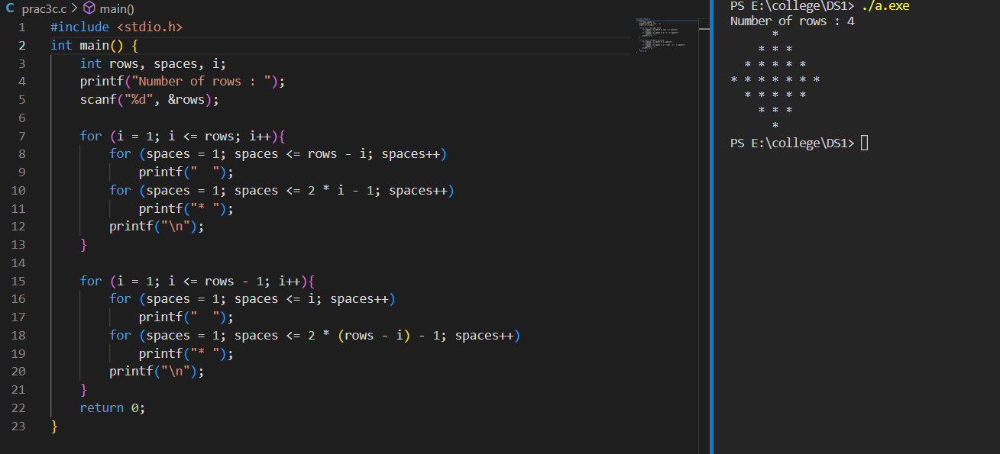 C prac3c.c > main()
1 #include <stdio.h>
2 int main() {
3     int rows, spaces, i;
4     printf("Number of rows : ");
5     scanf("%d", &rows);
6
7     for (i = 1; i <= rows; i++){
8         for (spaces = 1; spaces <= rows - i; spaces++)
9             printf("  ");
10         for (spaces = 1; spaces <= 2 * i - 1; spaces++)
11             printf("* ");
12         printf("\n");
13     }
14
15     for (i = 1; i <= rows - 1; i++){
16         for (spaces = 1; spaces <= i; spaces++)
17             printf("  ");
18         for (spaces = 1; spaces <= 2 * (rows - i) - 1; spaces++)
19             printf("* ");
20         printf("\n");
21     }
22     return 0;
23 }
PS E:\college\DS1> ./a.exe
Number of rows : 4
      *
    * * *
  * * * * *
* * * * * * *
  * * * * *
    * * *
      *
PS E:\college\DS1>